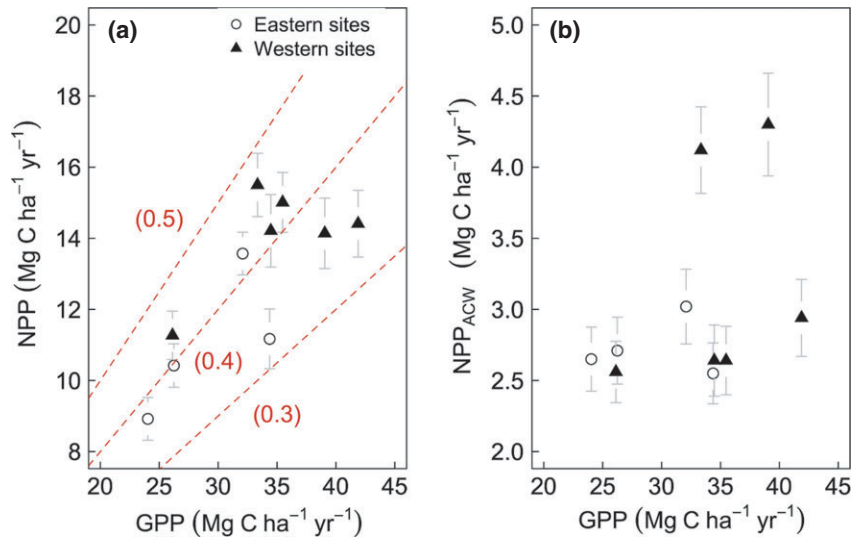 (a)
○ Eastern sites
▲ Western sites
20
18
16
14
12
10
8
NPP (Mg C ha⁻¹ yr⁻¹)
(0.5)
(0.4)
(0.3)
20 25 30 35 40 45
GPP (Mg C ha⁻¹ yr⁻¹)
(b)
5.0
4.5
4.0
3.5
3.0
2.5
2.0
NPP_ACW (Mg C ha⁻¹ yr⁻¹)
20 25 30 35 40 45
GPP (Mg C ha⁻¹ yr⁻¹)